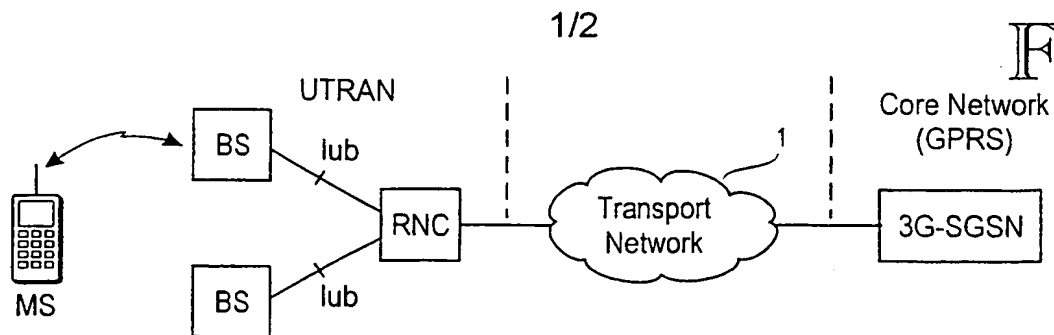 1/2
F
UTRAN
Core Network
(GPRS)
BS
Iub
1
Transport
Network
RNC
3G-SGSN
MS
BS
Iub